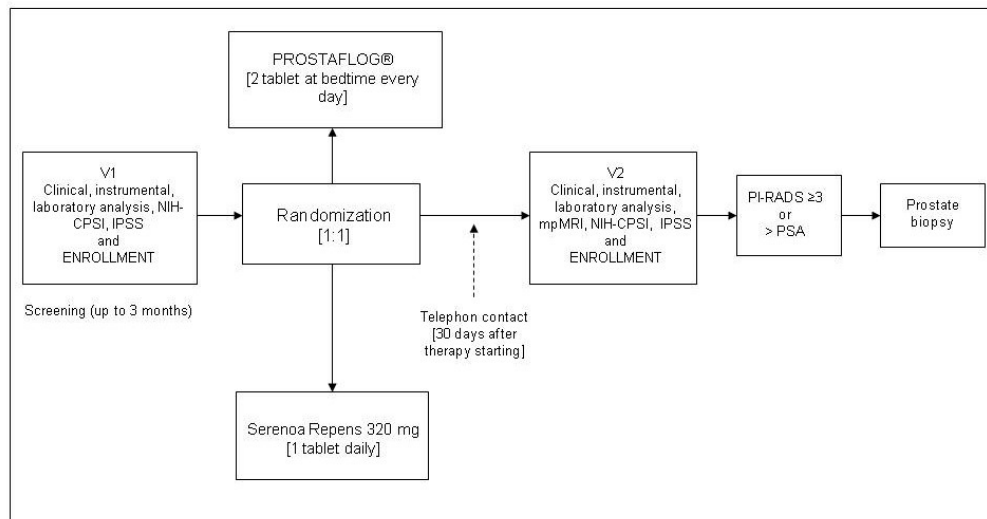 PROSTAFLOG®
[2 tablet at bedtime every
day]
V1
Clinical, instrumental,
laboratory analysis, NIH-
CPSI, IPSS
and
ENROLLMENT
Screening (up to 3 months)
Randomization
[1:1]
Telephon contact
[30 days after
therapy starting]
V2
Clinical, instrumental,
laboratory analysis,
mpMRI, NIH-CPSI, IPSS
and
ENROLLMENT
PI-RADS ≥3
or
> PSA
Prostate
biopsy
Serenoa Repens 320 mg
[1 tablet daily]